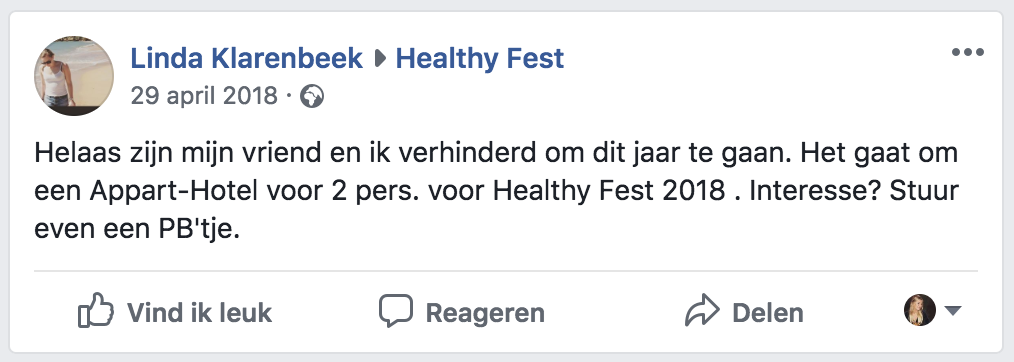 Linda Klarenbeek Healthy Fest
29 april 2018 ·
Helaas zijn mijn vriend en ik verhinderd om dit jaar te gaan. Het gaat om
een Appart-Hotel voor 2 pers. voor Healthy Fest 2018 . Interesse? Stuur
even een PB'tje.
Vind ik leuk Reageren Delen